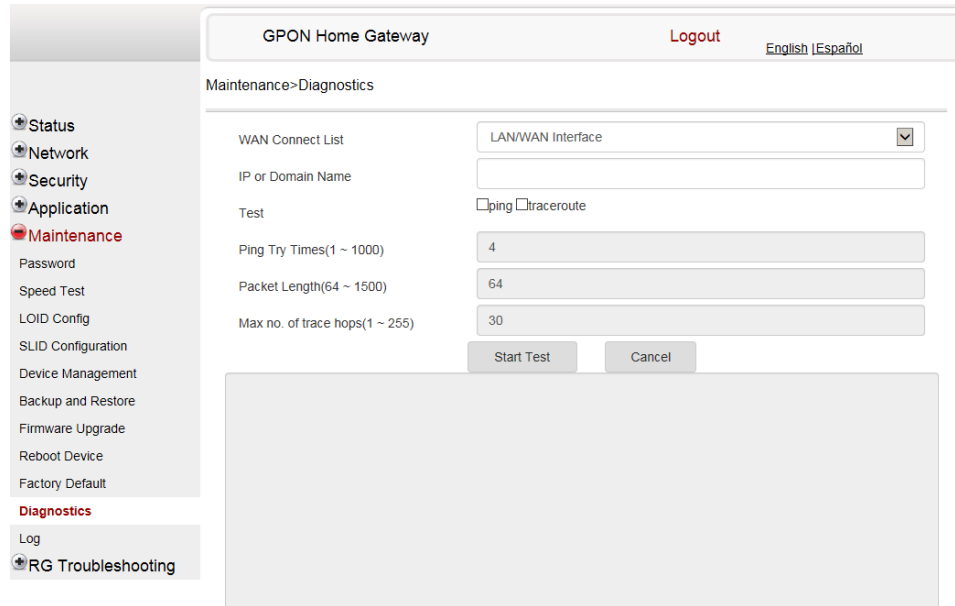 GPON Home Gateway
Logout
English |Español
Maintenance>Diagnostics
Status
Network
Security
Application
Maintenance
Password
Speed Test
LOID Config
SLID Configuration
Device Management
Backup and Restore
Firmware Upgrade
Reboot Device
Factory Default
Diagnostics
Log
RG Troubleshooting
WAN Connect List
LAN/WAN Interface
IP or Domain Name
Test
ping traceroute
Ping Try Times(1 ~ 1000)
4
Packet Length(64 ~ 1500)
64
Max no. of trace hops(1 ~ 255)
30
Start Test
Cancel